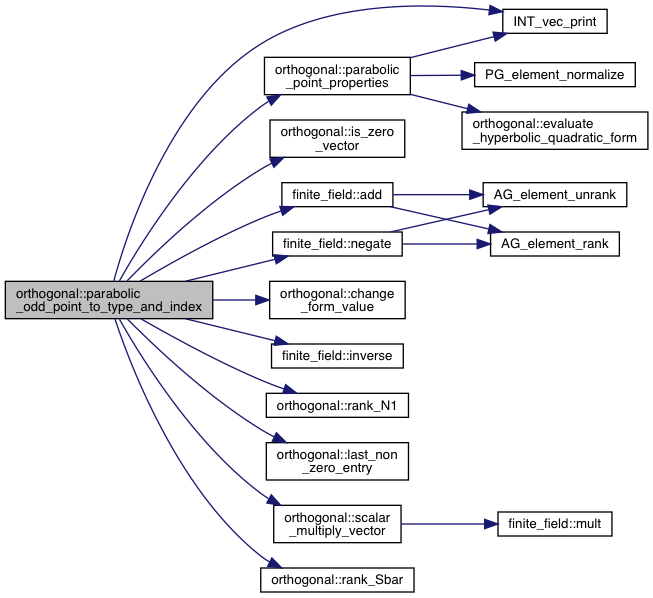 INT_vec_print
orthogonal::parabolic
_point_properties
PG_element_normalize
orthogonal::evaluate
_hyperbolic_quadratic_form
orthogonal::is_zero
_vector
finite_field::add
AG_element_unrank
finite_field::negate
AG_element_rank
orthogonal::parabolic
_odd_point_to_type_and_index
orthogonal::change
_form_value
finite_field::inverse
orthogonal::rank_N1
orthogonal::last_non
_zero_entry
orthogonal::scalar
_multiply_vector
finite_field::mult
orthogonal::rank_Sbar